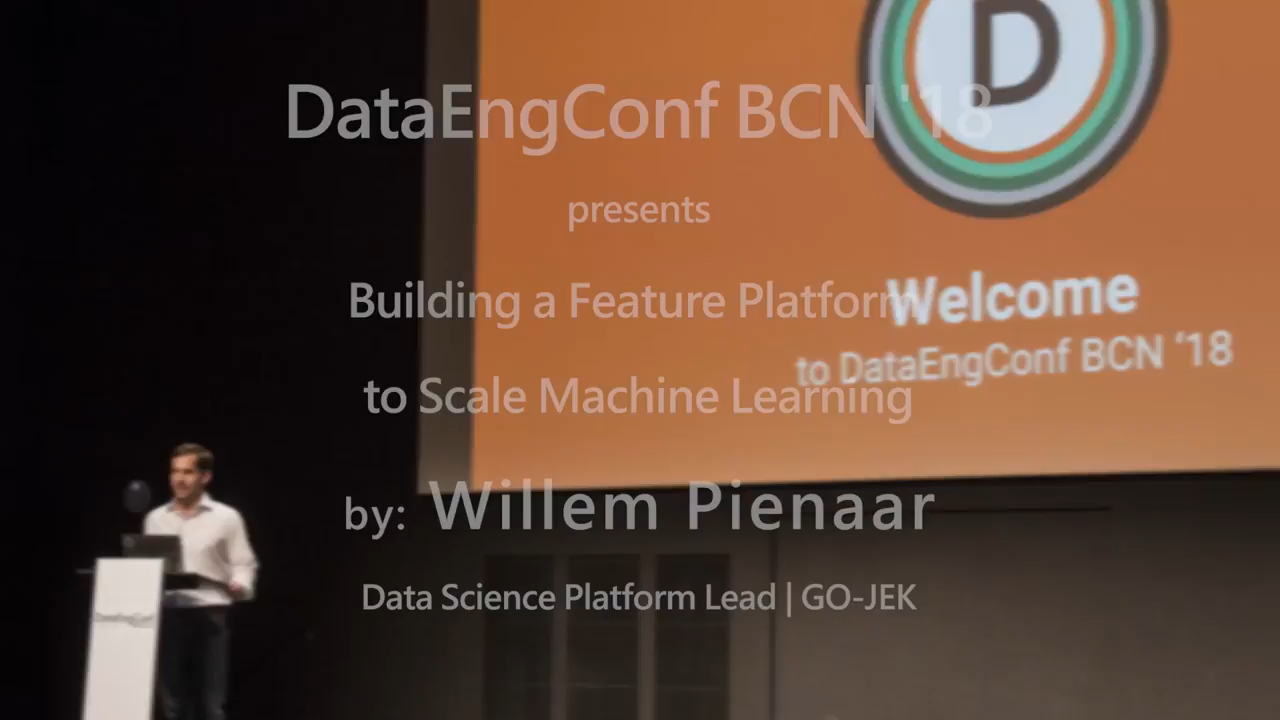 D
DataEngConf BCN '18
presents
Building a Feature Platform
Welcome
to DataEngConf BCN '18
to Scale Machine Learning
by: Willem Pienaar
Data Science Platform Lead | GO-JEK
DataEngConf